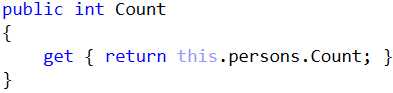 public int Count
{
    get { return this.persons.Count; }
}